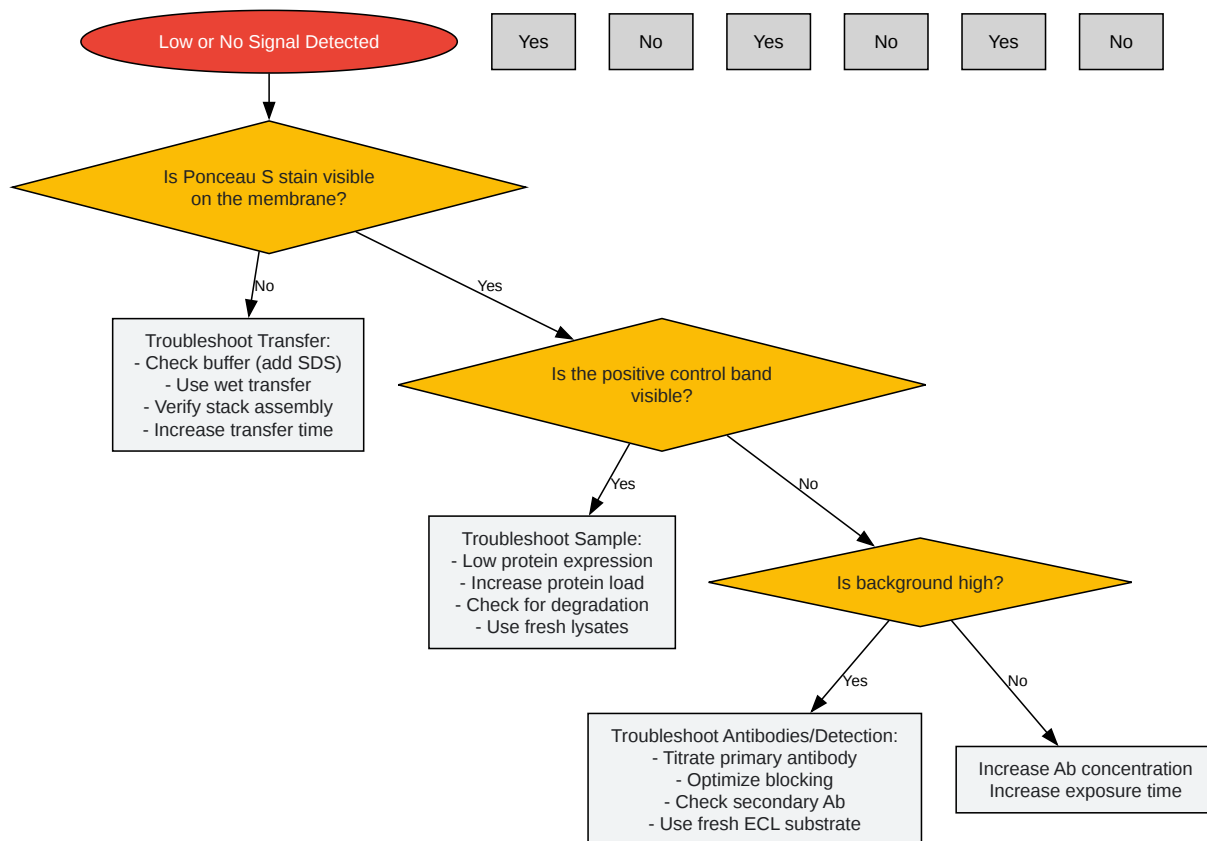 Low or No Signal Detected
Yes
No
Yes
No
Yes
No
Is Ponceau S stain visible
on the membrane?
No
Yes
Troubleshoot Transfer:
- Check buffer (add SDS)
- Use wet transfer
- Verify stack assembly
- Increase transfer time
Is the positive control band
visible?
Yes
No
Troubleshoot Sample:
- Low protein expression
- Increase protein load
- Check for degradation
- Use fresh lysates
Is background high?
Yes
No
Troubleshoot Antibodies/Detection:
- Titrate primary antibody
- Optimize blocking
- Check secondary Ab
- Use fresh ECL substrate
Increase Ab concentration
Increase exposure time